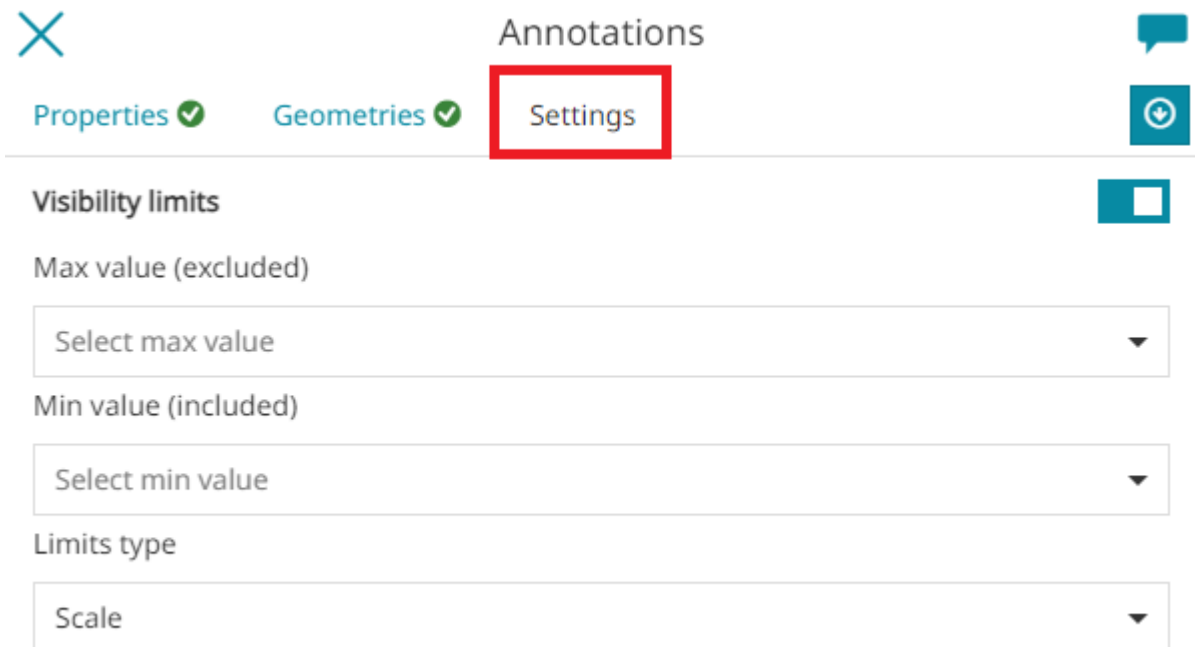 Annotations
Properties Geometries Settings
Visibility limits
Max value (excluded)
Select max value
Min value (included)
Select min value
Limits type
Scale